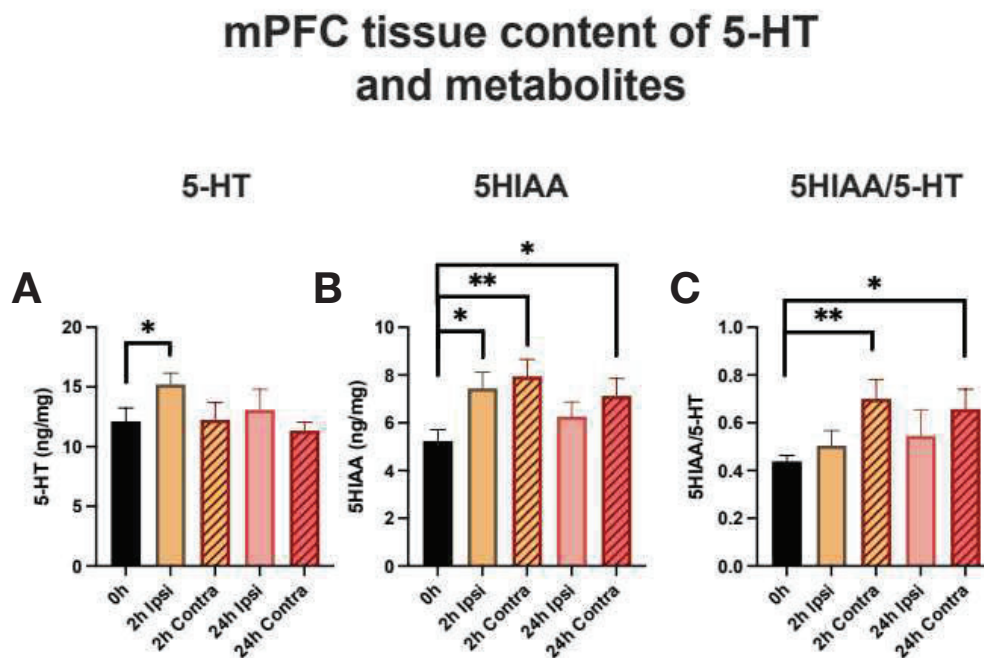 mPFC tissue content of 5-HT
and metabolites
5-HT
5HIAA
5HIAA/5-HT
A
*
20
15
10
5
0
5-HT (ng/mg)
0h
2h Ipsi
2h Contra
24h Ipsi
24h Contra
B
*
**
*
10
8
6
4
2
0
5HIAA (ng/mg)
0h
2h Ipsi
2h Contra
24h Ipsi
24h Contra
C
*
**
1.0
0.8
0.6
0.4
0.2
0.0
5HIAA/5-HT
0h
2h Ipsi
2h Contra
24h Ipsi
24h Contra